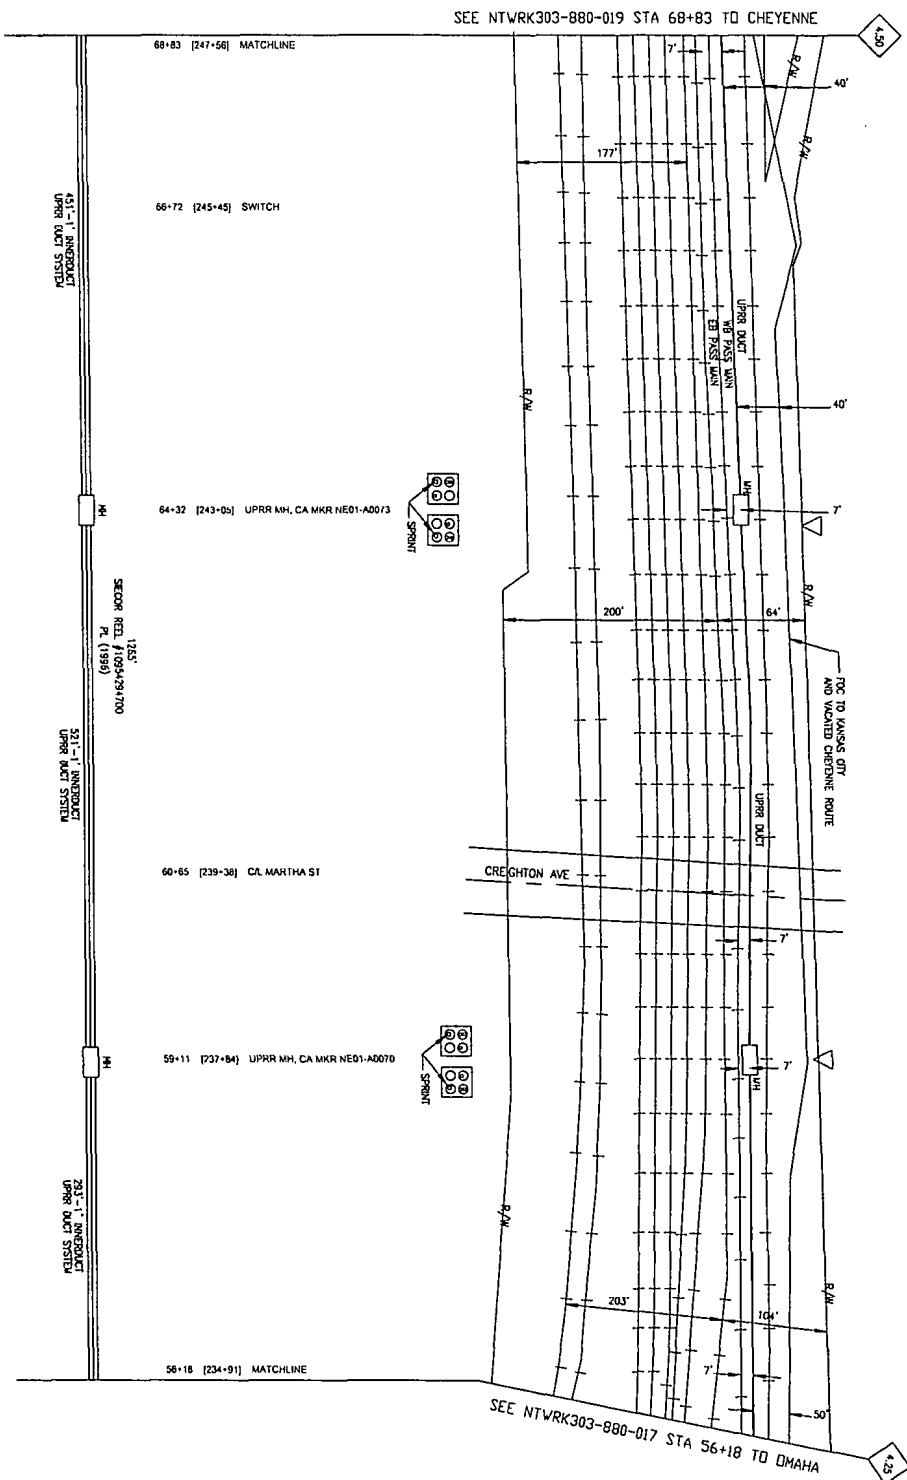 SEE NTWRK303-880-019 STA 68+83 TO CHEYENNE
4.50
68+83 [247+56] MATCHLINE
7'
R/W
40'
R/W
177'
451'-1" INNERDUCT
UPRR DUCT SYSTEM
66+72 [245+45] SWITCH
UPRR DUCT
WB PASS MAIN
EB PASS MAIN
R/W
40'
MH
64+32 [243+05] UPRR MH, CA MKR NE01-A0073
SPRINT
MH
7'
1265'
SIECOR REEL #10954294700
PL (1996)
200'
64'
R/W
FOC TO KANSAS CITY
AND VACATED CHEYENNE ROUTE
521'-1" INNERDUCT
UPRR DUCT SYSTEM
UPRR DUCT
60+65 [239+38] C/L MARTHA ST
CREIGHTON AVE
7'
MH
59+11 [237+84] UPRR MH, CA MKR NE01-A0070
SPRINT
7'
MH
293'-1" INNERDUCT
UPRR DUCT SYSTEM
R/W
R/W
203'
104'
56+18 [234+91] MATCHLINE
7'
50'
SEE NTWRK303-880-017 STA 56+18 TO OMAHA
4.25